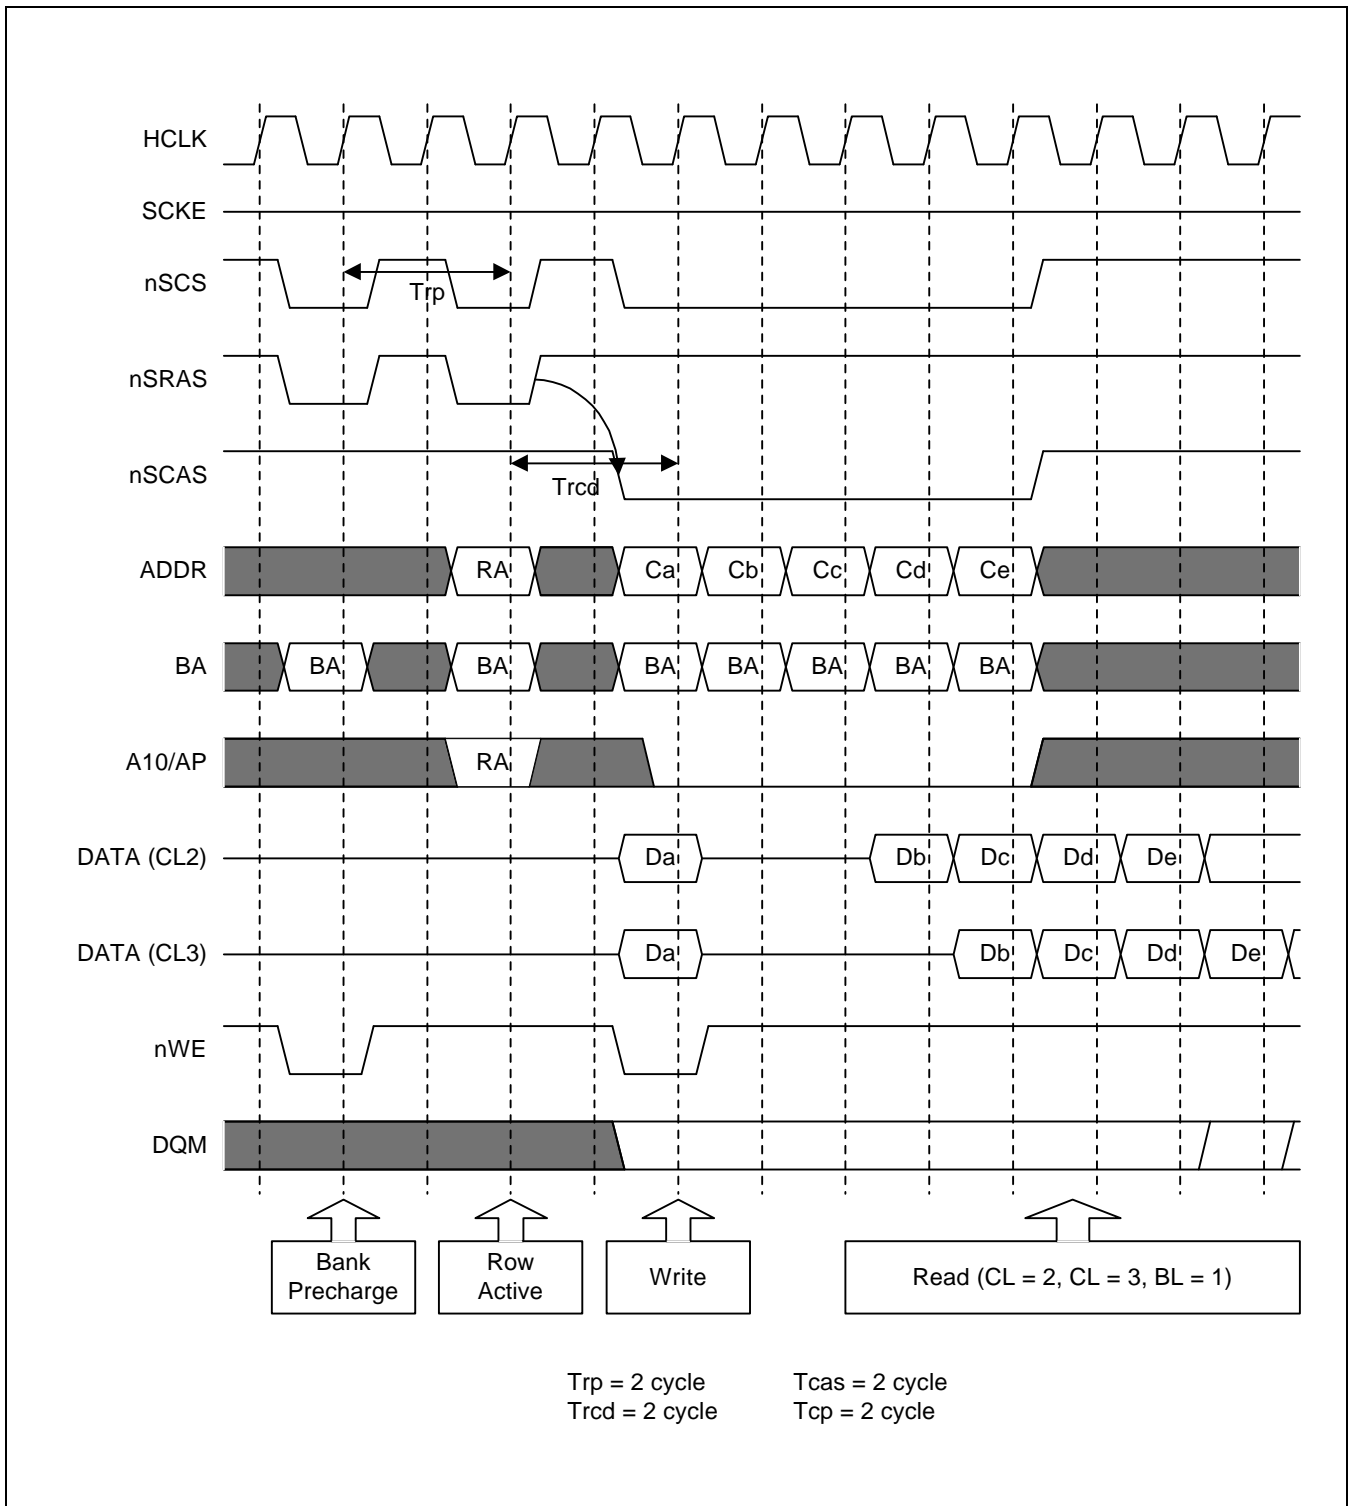 HCLK
SCKE
nSCS
Trp
nSRAS
nSCAS
Trcd
ADDR RA Ca Cb Cc Cd Ce
BA BA BA BA BA BA BA BA
A10/AP RA
DATA (CL2) Da Db Dc Dd De
DATA (CL3) Da Db Dc Dd De
nWE
DQM
Bank
Precharge
Row
Active
Write
Read (CL = 2, CL = 3, BL = 1)
Trp = 2 cycle Tcas = 2 cycle
Trcd = 2 cycle Tcp = 2 cycle